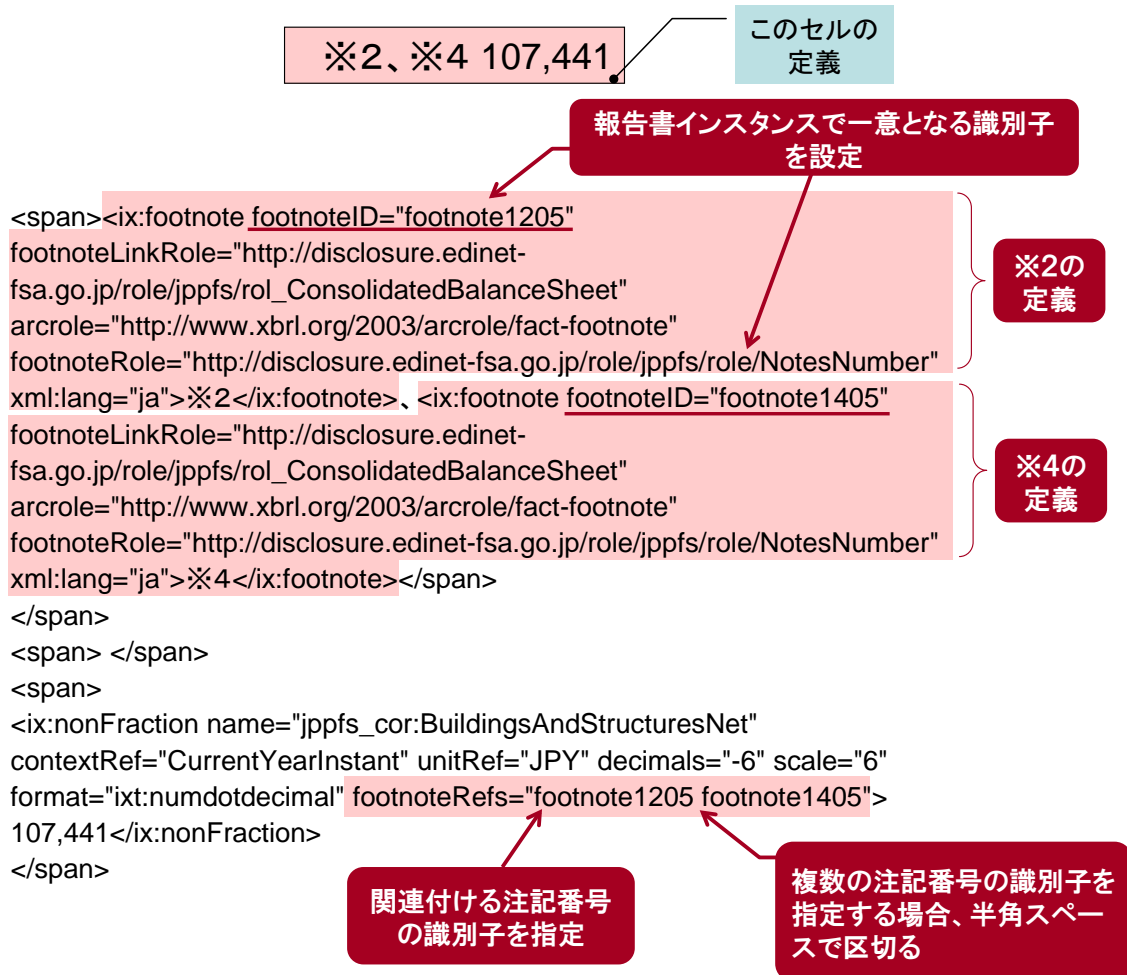 ※２、※４ 107,441
このセルの
定義
報告書インスタンスで一意となる識別子
を設定
<span><ix:footnote footnoteID="footnote1205"
footnoteLinkRole="http://disclosure.edinet-
fsa.go.jp/role/jppfs/rol_ConsolidatedBalanceSheet"
arcrole="http://www.xbrl.org/2003/arcrole/fact-footnote"
footnoteRole="http://disclosure.edinet-fsa.go.jp/role/jppfs/role/NotesNumber"
xml:lang="ja">※２</ix:footnote>、<ix:footnote footnoteID="footnote1405"
footnoteLinkRole="http://disclosure.edinet-
fsa.go.jp/role/jppfs/rol_ConsolidatedBalanceSheet"
arcrole="http://www.xbrl.org/2003/arcrole/fact-footnote"
footnoteRole="http://disclosure.edinet-fsa.go.jp/role/jppfs/role/NotesNumber"
xml:lang="ja">※４</ix:footnote></span>
</span>
<span> </span>
<span>
<ix:nonFraction name="jppfs_cor:BuildingsAndStructuresNet"
contextRef="CurrentYearInstant" unitRef="JPY" decimals="-6" scale="6"
format="ixt:numdotdecimal" footnoteRefs="footnote1205 footnote1405">
107,441</ix:nonFraction>
</span>
※2の
定義
※4の
定義
関連付ける注記番号
の識別子を指定
複数の注記番号の識別子を
指定する場合、半角スペー
スで区切る